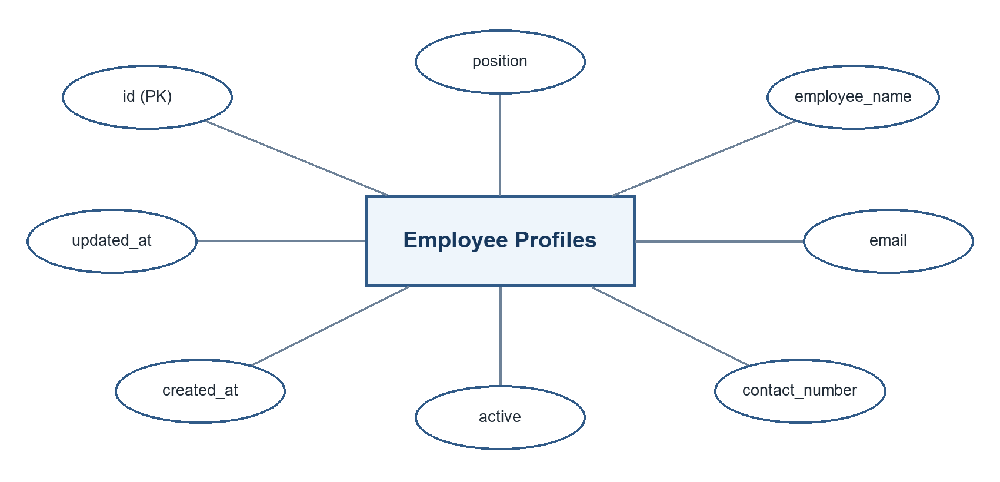 position
id (PK)
employee_name
Employee Profiles
updated_at
email
created_at
contact_number
active